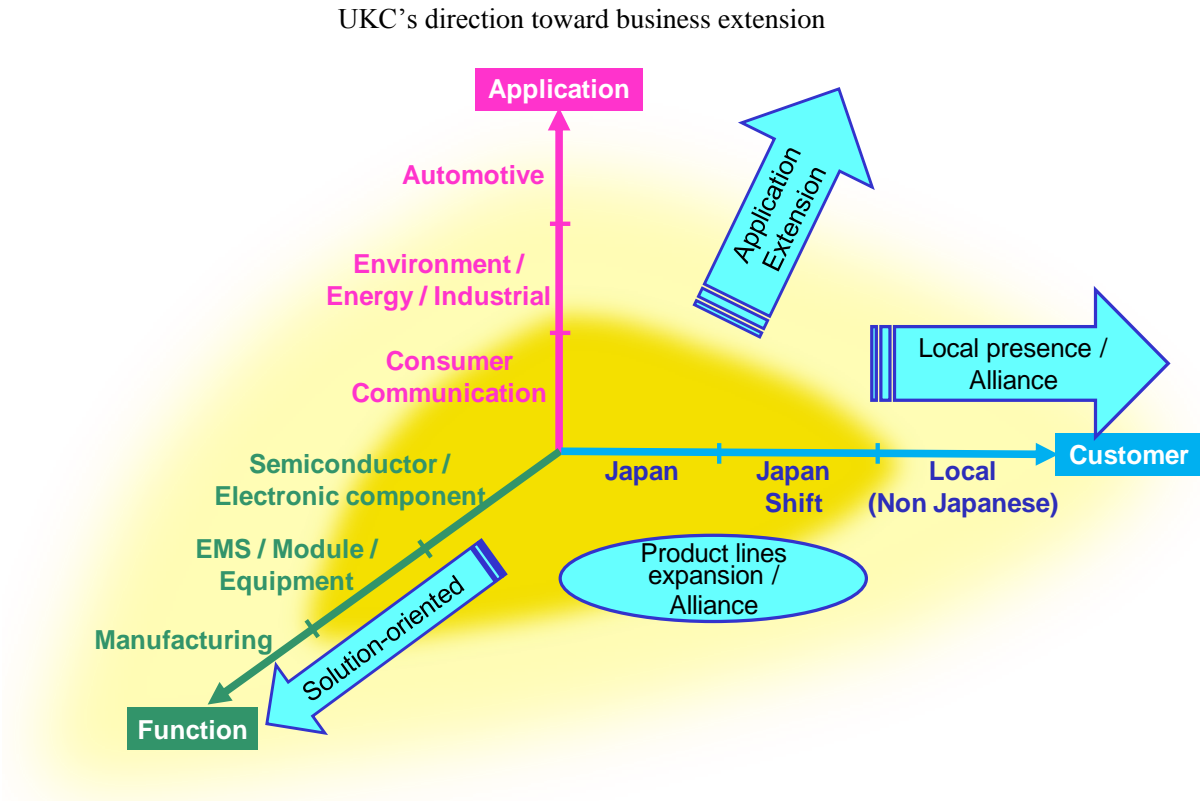 UKC's direction toward business extension
Application
Automotive
Environment /
Energy / Industrial
Consumer
Communication
Application
Extension
Local presence /
Alliance
Customer
Japan
Japan
Shift
Local
(Non Japanese)
Semiconductor /
Electronic component
EMS / Module /
Equipment
Manufacturing
Function
Solution-oriented
Product lines
expansion /
Alliance